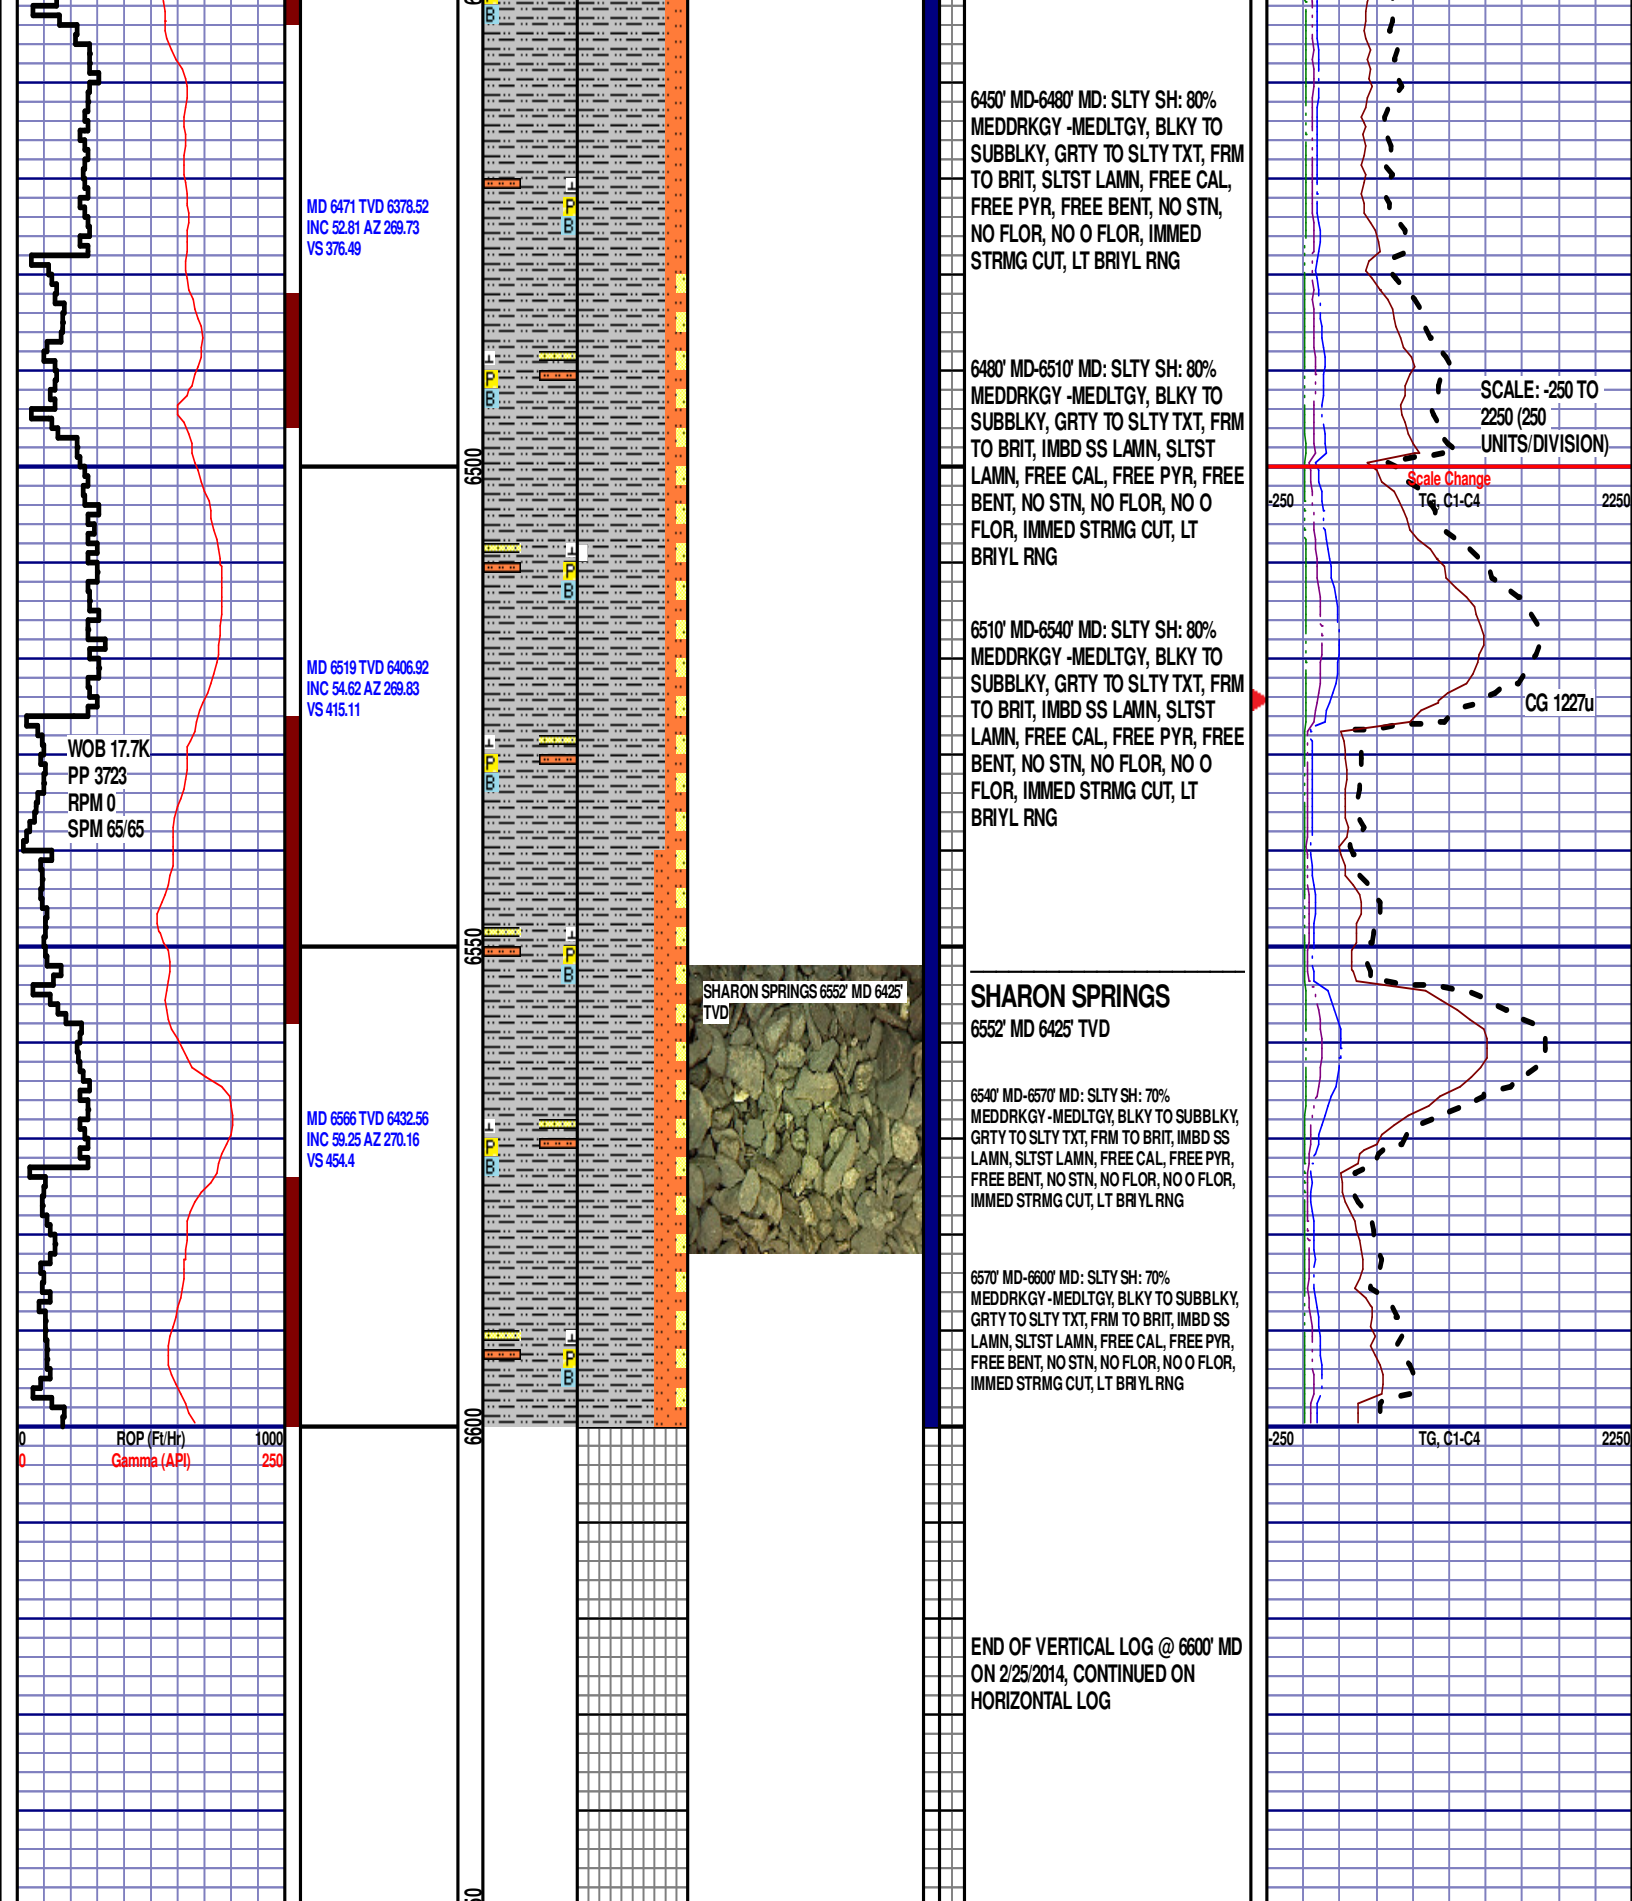 MD 6471 TVD 6378.52
INC 52.81 AZ 269.73
VS 376.49
MD 6519 TVD 6406.92
INC 54.62 AZ 269.83
VS 415.11
WOB 17.7K
PP 3723
RPM 0
SPM 65/65
MD 6566 TVD 6432.56
INC 59.25 AZ 270.16
VS 454.4
0 ROP (Ft/Hr) 1000
0 Gamma (API) 250
B
P
B
P
B
P
B
P
B
P
B
P
B
P
B
6500
6550
6600
SHARON SPRINGS 6552' MD 6425'
TVD
6450' MD-6480' MD: SLTY SH: 80%
MEDDRKGY -MEDLTGY, BLKY TO
SUBBLKY, GRTY TO SLTY TXT, FRM
TO BRIT, SLTST LAMN, FREE CAL,
FREE PYR, FREE BENT, NO STN,
NO FLOR, NO O FLOR, IMMED
STRMG CUT, LT BRIYL RNG
6480' MD-6510' MD: SLTY SH: 80%
MEDDRKGY -MEDLTGY, BLKY TO
SUBBLKY, GRTY TO SLTY TXT, FRM
TO BRIT, IMBD SS LAMN, SLTST
LAMN, FREE CAL, FREE PYR, FREE
BENT, NO STN, NO FLOR, NO O
FLOR, IMMED STRMG CUT, LT
BRIYL RNG
6510' MD-6540' MD: SLTY SH: 80%
MEDDRKGY -MEDLTGY, BLKY TO
SUBBLKY, GRTY TO SLTY TXT, FRM
TO BRIT, IMBD SS LAMN, SLTST
LAMN, FREE CAL, FREE PYR, FREE
BENT, NO STN, NO FLOR, NO O
FLOR, IMMED STRMG CUT, LT
BRIYL RNG
SHARON SPRINGS
6552' MD 6425' TVD
6540' MD-6570' MD: SLTY SH: 70%
MEDDRKGY -MEDLTGY, BLKY TO SUBBLKY,
GRTY TO SLTY TXT, FRM TO BRIT, IMBD SS
LAMN, SLTST LAMN, FREE CAL, FREE PYR,
FREE BENT, NO STN, NO FLOR, NO O FLOR,
IMMED STRMG CUT, LT BRIYL RNG
6570' MD-6600' MD: SLTY SH: 70%
MEDDRKGY -MEDLTGY, BLKY TO SUBBLKY,
GRTY TO SLTY TXT, FRM TO BRIT, IMBD SS
LAMN, SLTST LAMN, FREE CAL, FREE PYR,
FREE BENT, NO STN, NO FLOR, NO O FLOR,
IMMED STRMG CUT, LT BRIYL RNG
END OF VERTICAL LOG @ 6600' MD
ON 2/25/2014, CONTINUED ON
HORIZONTAL LOG
SCALE: -250 TO
2250 (250
UNITS/DIVISION)
Scale Change
-250 TG, C1-C4 2250
CG 1227u
-250 TG, C1-C4 2250